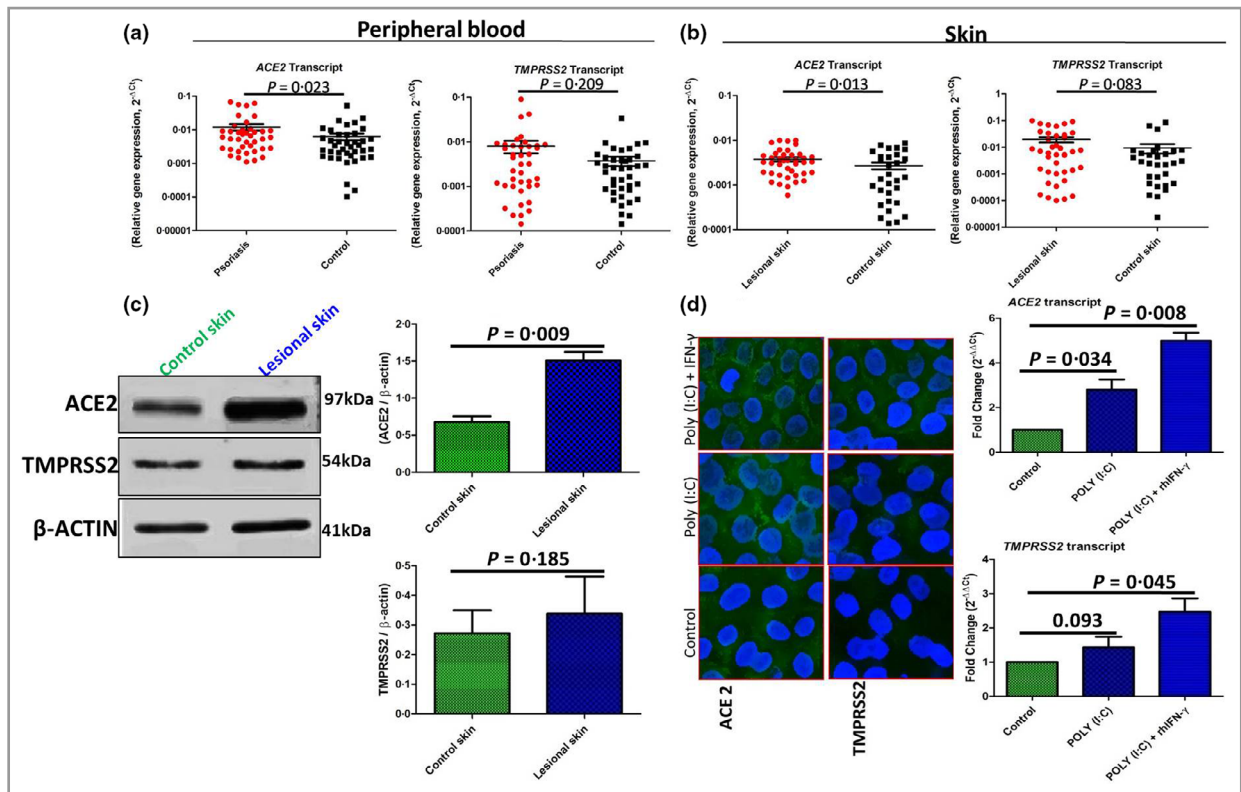 (a)
Peripheral blood
ACE2 Transcript
P = 0·023
(Relative gene expression, 2^-ΔCt)
0·1
0·01
0·001
0·0001
0·00001
Psoriasis
Control
TMPRSS2 Transcript
P = 0·209
(Relative gene expression, 2^-ΔCt)
0·1
0·01
0·001
0·0001
Psoriasis
Control
(b)
Skin
ACE2 Transcript
P = 0·013
(Relative gene expression, 2^-ΔCt)
0·1
0·01
0·001
0·0001
Lesional skin
Control skin
TMPRSS2 Transcript
P = 0·083
(Relative gene expression, 2^-ΔCt)
1
0·1
0·01
0·001
0·0001
0·00001
Lesional skin
Control skin
(c)
Control skin
Lesional skin
ACE2
97kDa
TMPRSS2
54kDa
β-ACTIN
41kDa
P = 0·009
(ACE2 / β-actin)
2·0
1·5
1·0
0·5
0·0
Control skin
Lesional skin
P = 0·185
TMPRSS2 / β-actin)
0·5
0·4
0·3
0·2
0·1
0·0
Control skin
Lesional skin
(d)
Poly (I:C) + IFN-γ
Poly (I:C)
Control
ACE 2
TMPRSS2
ACE2 transcript
P = 0·008
P = 0·034
Fold Change (2^-ΔΔCt)
6
4
2
0
Control
POLY (I:C)
POLY (I:C) + rhIFN-γ
TMPRSS2 transcript
P = 0·045
0.093
Fold Change (2^-ΔΔCt)
4
3
2
1
0
Control
POLY (I:C)
POLY (I:C) + rhIFN-γ